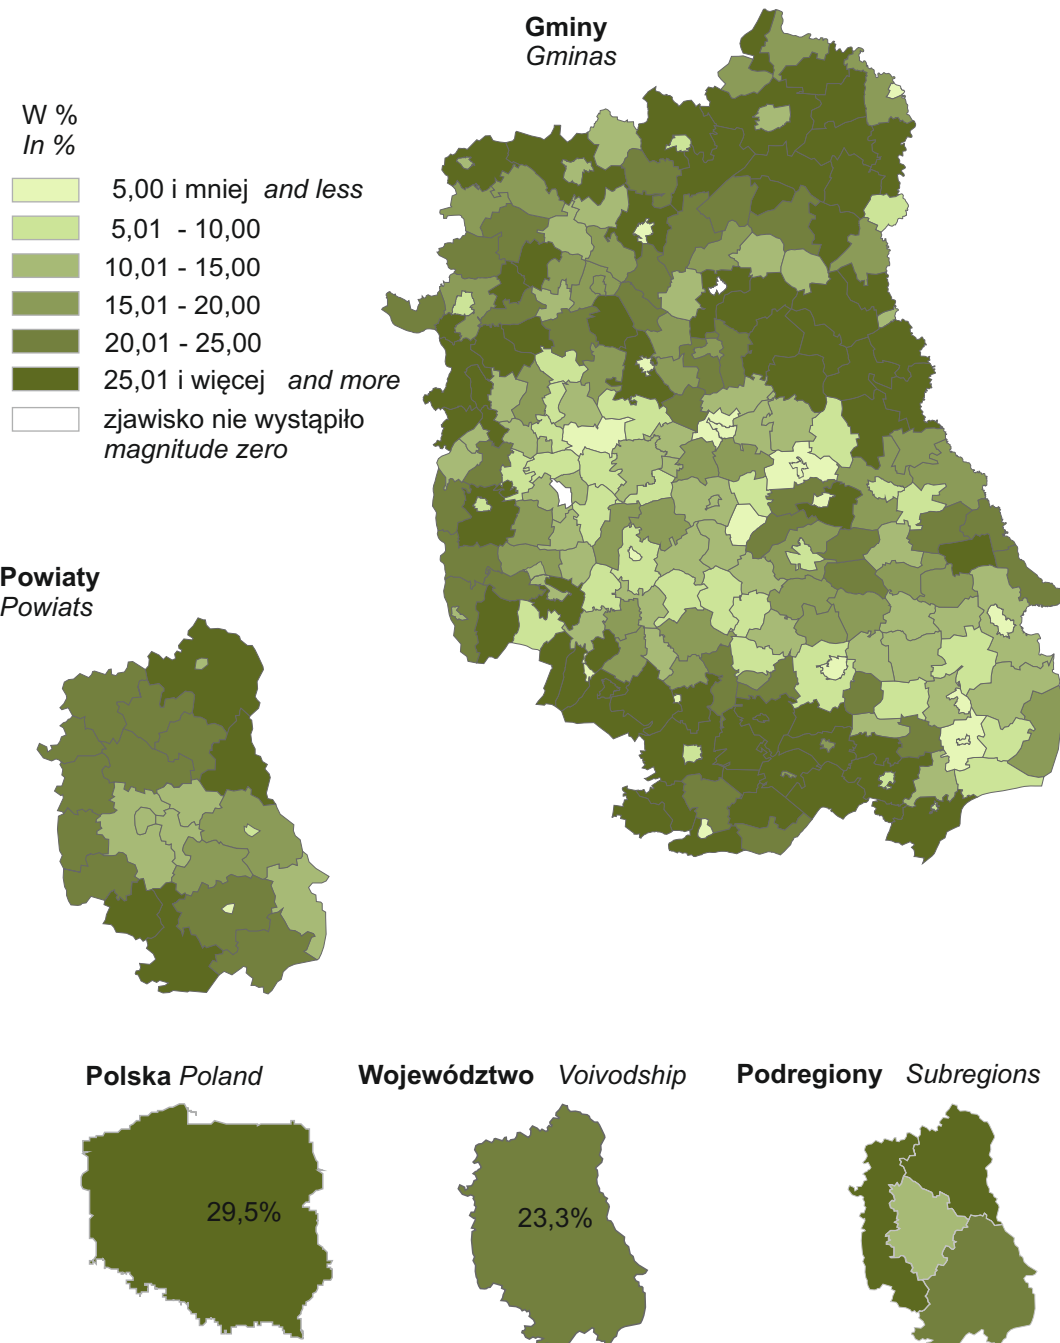 Gminy
Gminas
W %
In %
5,00 i mniej and less
5,01 - 10,00
10,01 - 15,00
15,01 - 20,00
20,01 - 25,00
25,01 i więcej and more
zjawisko nie wystąpiło
magnitude zero
Powiaty
Powiats
Polska Poland
Województwo Voivodship
Podregiony Subregions
29,5%
23,3%